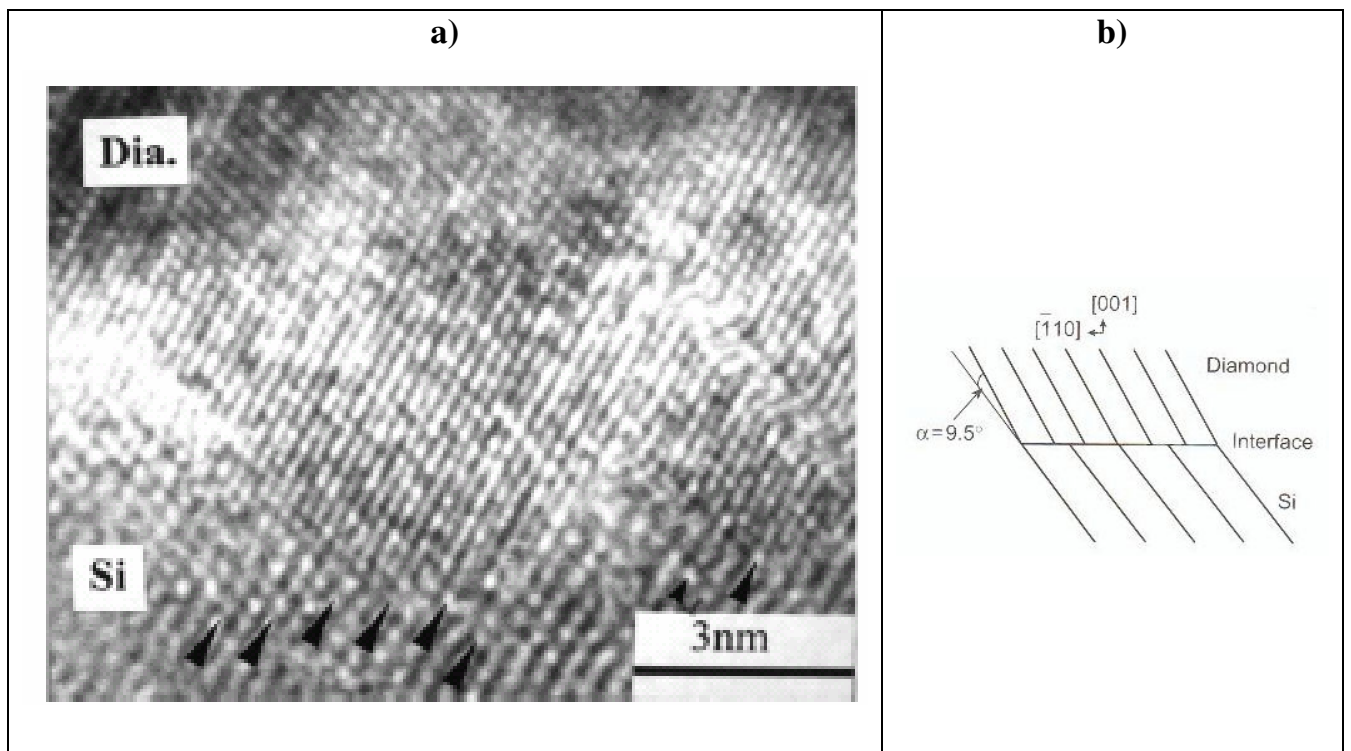 a)
Dia.
Si
3nm
b)
[001]
[1̅10]
Diamond
α=9.5°
Interface
Si